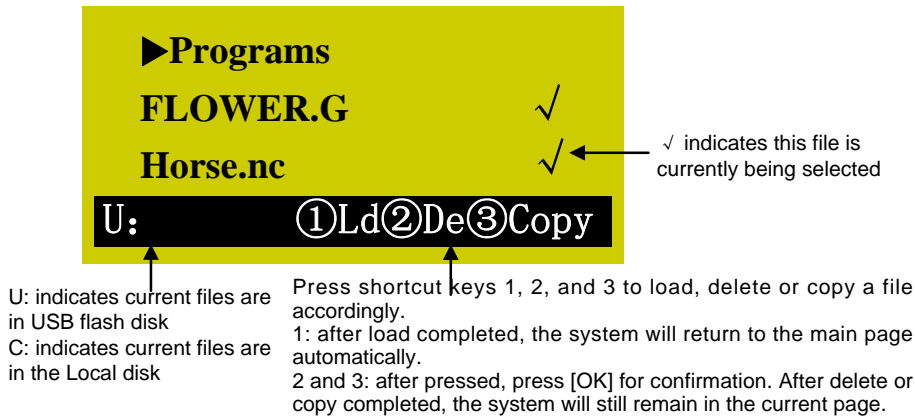 ▶Programs
FLOWER.G √
Horse.nc √
√ indicates this file is
currently being selected
U: ①Ld②De③Copy
U: indicates current files are
in USB flash disk
C: indicates current files are
in the Local disk
Press shortcut keys 1, 2, and 3 to load, delete or copy a file
accordingly.
1: after load completed, the system will return to the main page
automatically.
2 and 3: after pressed, press [OK] for confirmation. After delete or
copy completed, the system will still remain in the current page.